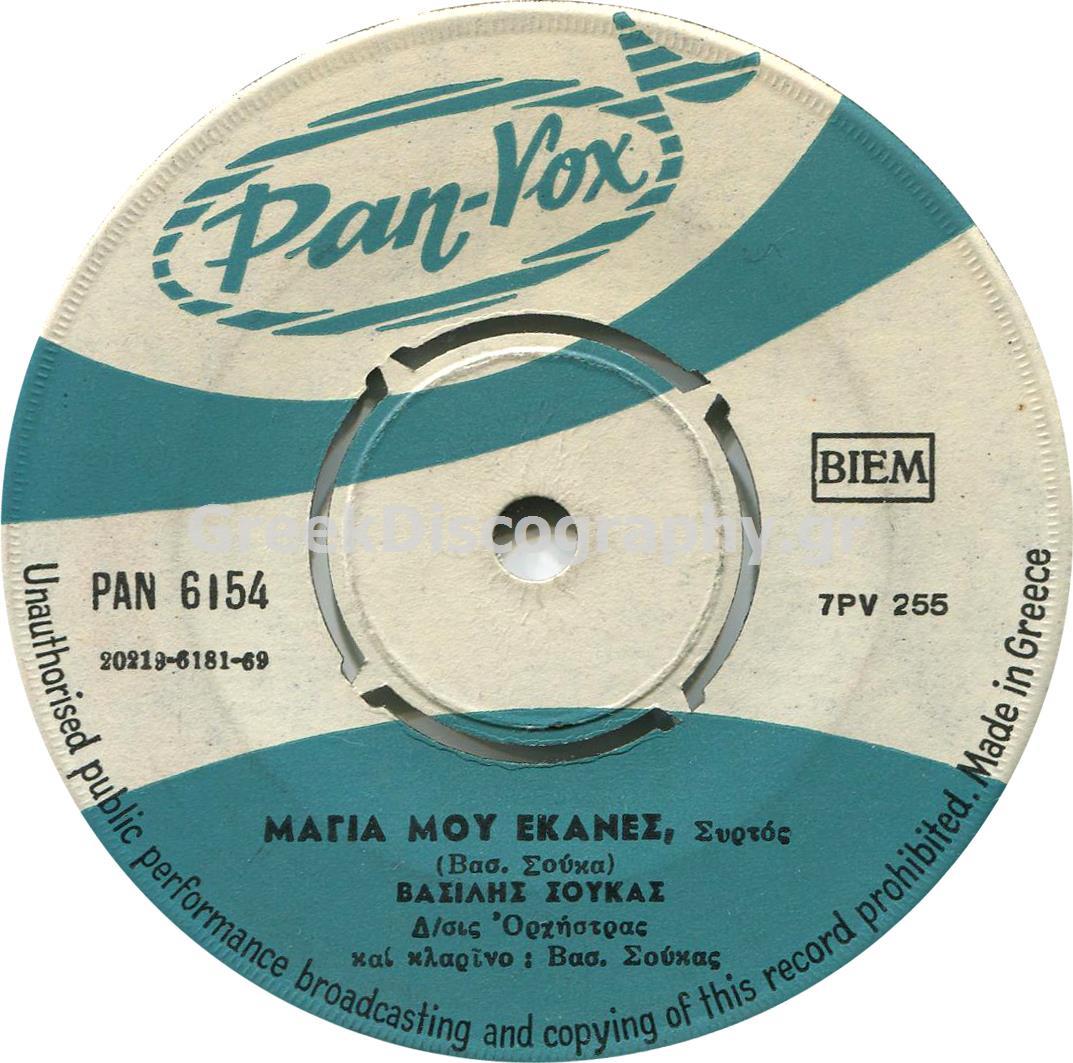 Pan-Vox
BIEM
GreekDiscography.gr
PAN 6154
7PV 255
20219-6181-69
ΜΑΓΙΑ ΜΟΥ ΕΚΑΝΕΣ, Συρτός
(Βασ. Σούκα)
ΒΑΣΙΛΗΣ ΣΟΥΚΑΣ
Δ/σις Ὀρχήστρας
καί κλαρῖνο : Βασ. Σούκας
Unauthorised public performance broadcasting and copying of this record prohibited. Made in Greece